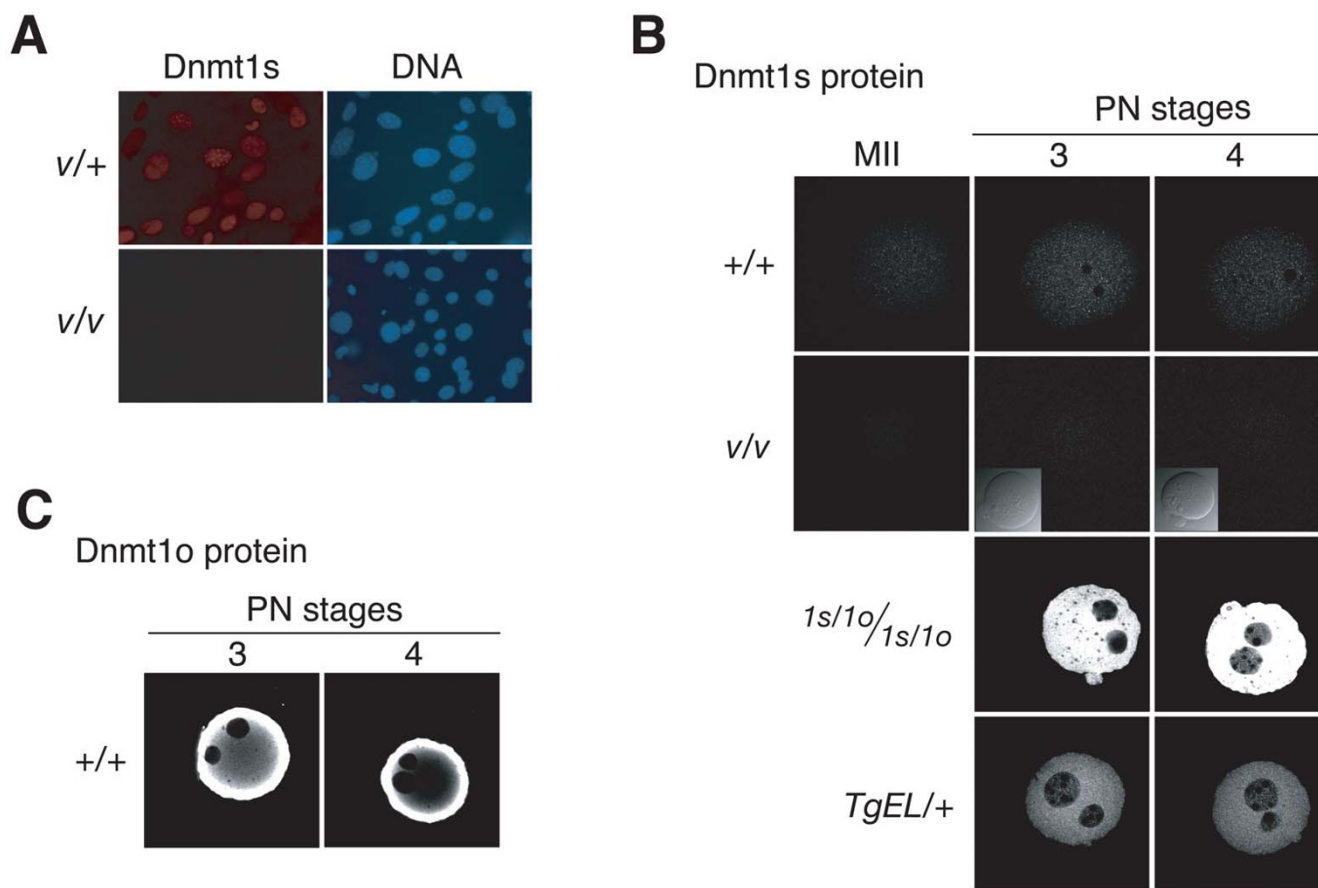 A
Dnmt1s DNA
v/+
v/v
B
Dnmt1s protein
PN stages
MII 3 4
+/+
v/v
1s/1o/1s/1o
TgEL/+
C
Dnmt1o protein
PN stages
3 4
+/+